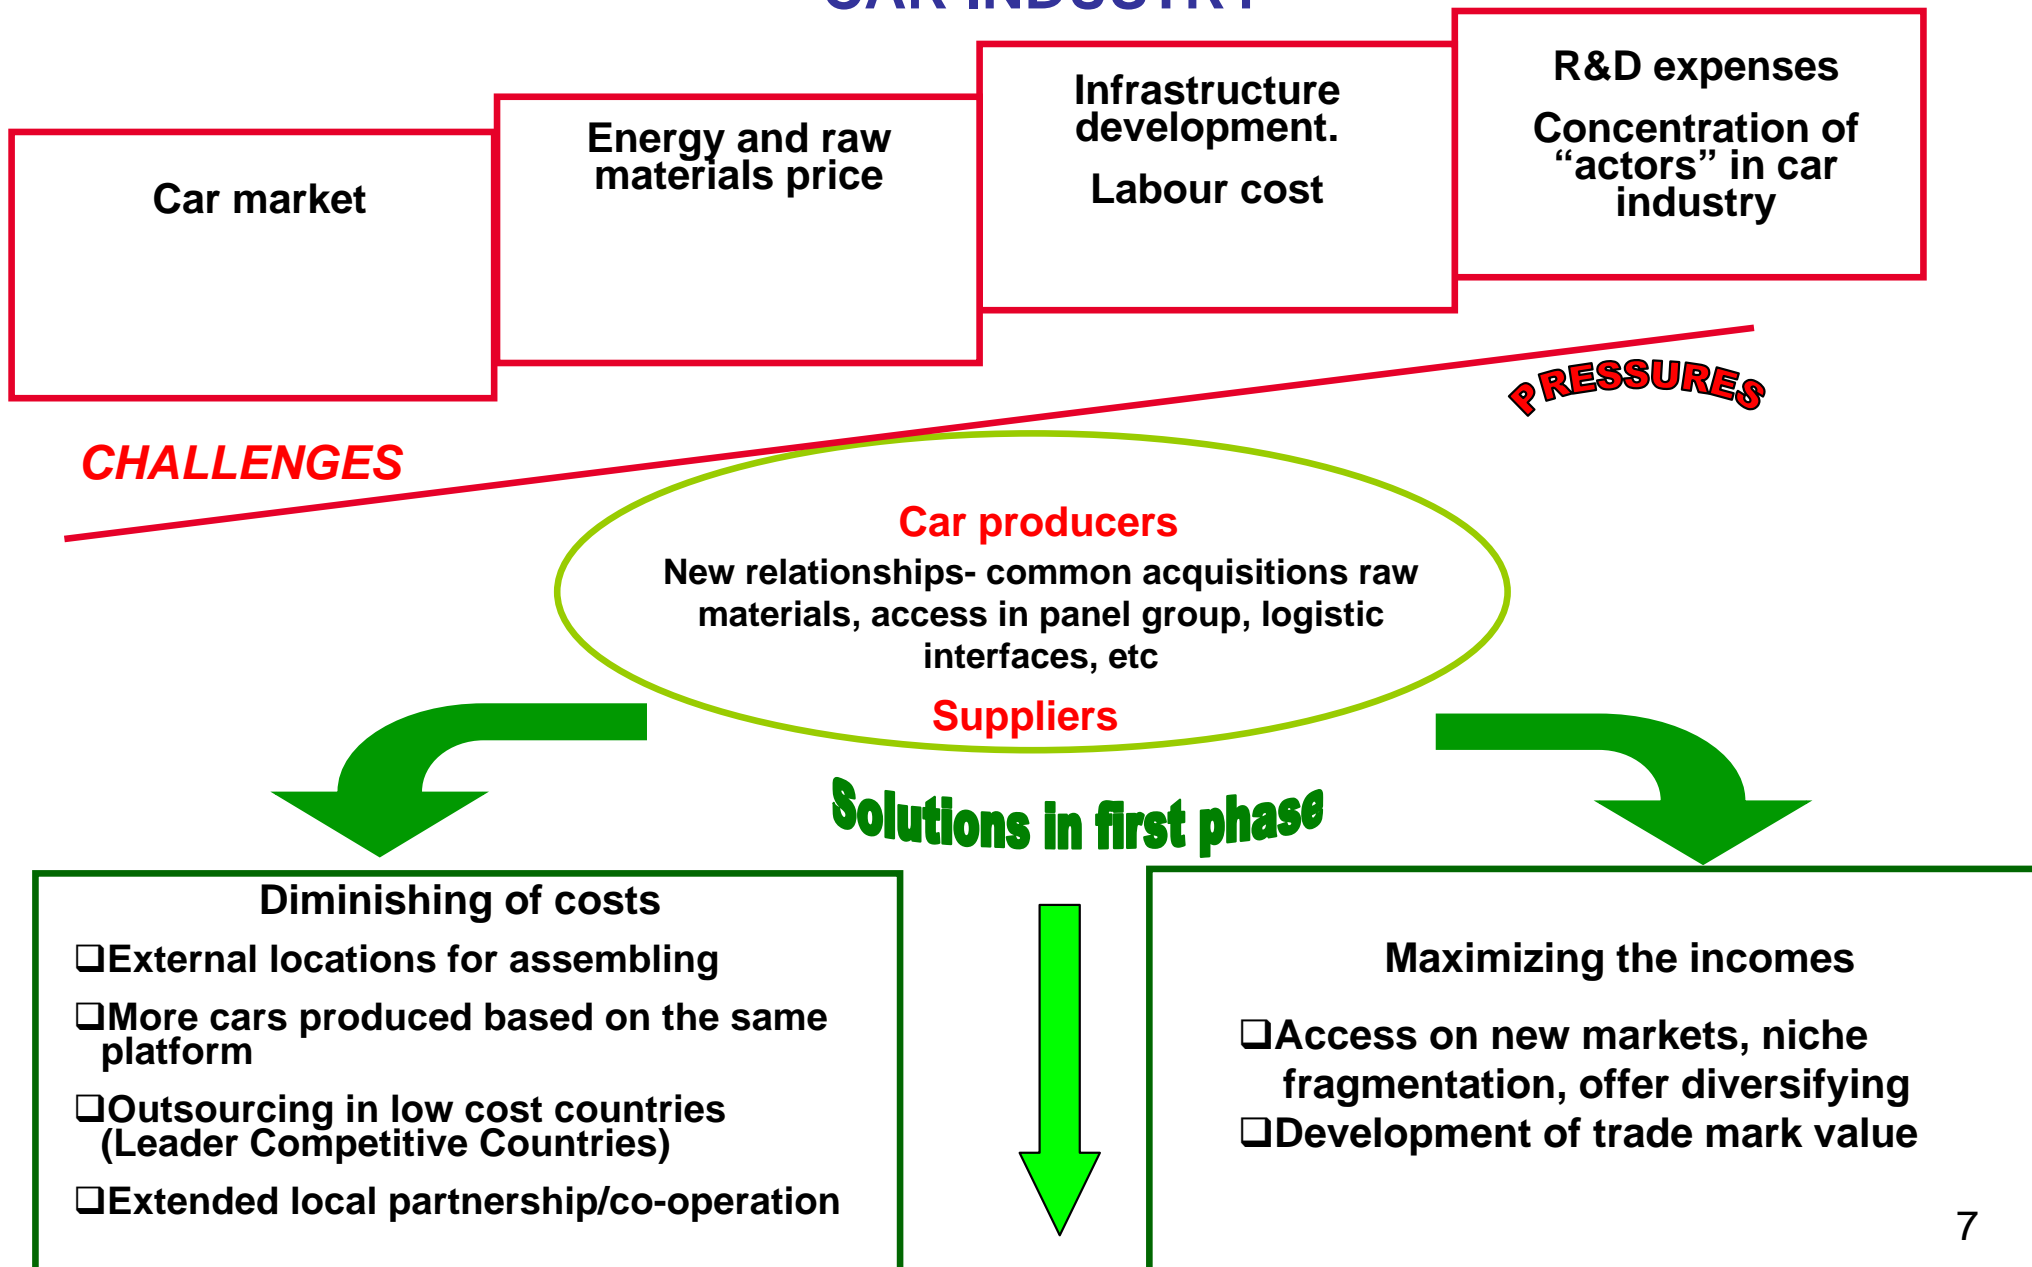 CAR INDUSTRY
Car market
Energy and raw
materials price
Infrastructure
development.
Labour cost
R&D expenses
Concentration of
“actors” in car
industry
PRESSURES
CHALLENGES
Car producers
New relationships- common acquisitions raw
materials, access in panel group, logistic
interfaces, etc
Suppliers
Solutions in first phase
Diminishing of costs
❑External locations for assembling
❑More cars produced based on the same
platform
❑Outsourcing in low cost countries
(Leader Competitive Countries)
❑Extended local partnership/co-operation
Maximizing the incomes
❑Access on new markets, niche
fragmentation, offer diversifying
❑Development of trade mark value
7